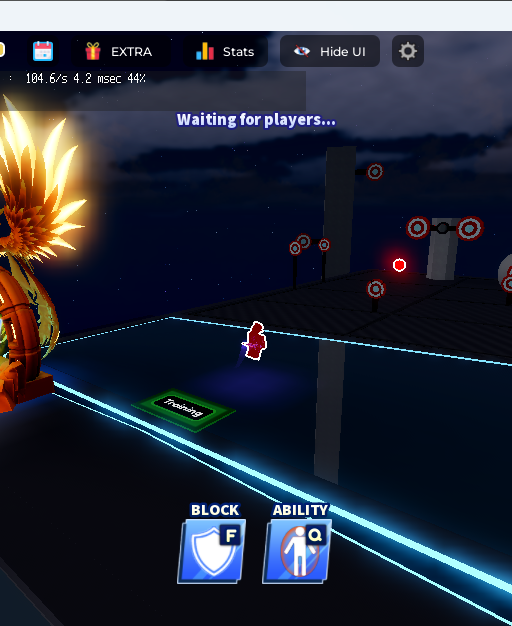 EXTRA
Stats
Hide UI
: 104.6/s 4.2 msec 44%
Waiting for players...
Training
BLOCK
ABILITY
F
Q